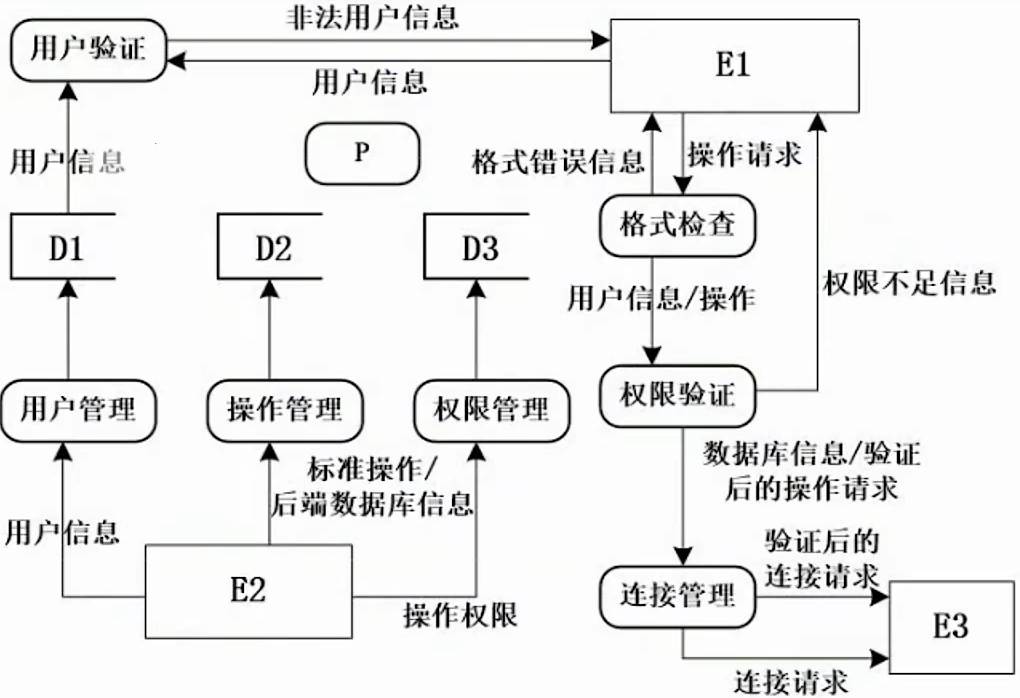 非法用户信息
用户验证
E1
用户信息
P
用户信息
格式错误信息
操作请求
格式检查
D1
D2
D3
用户信息/操作
权限不足信息
用户管理
操作管理
权限管理
权限验证
标准操作/
后端数据库信息
数据库信息/验证
后的操作请求
用户信息
E2
操作权限
验证后的
连接请求
连接管理
E3
连接请求